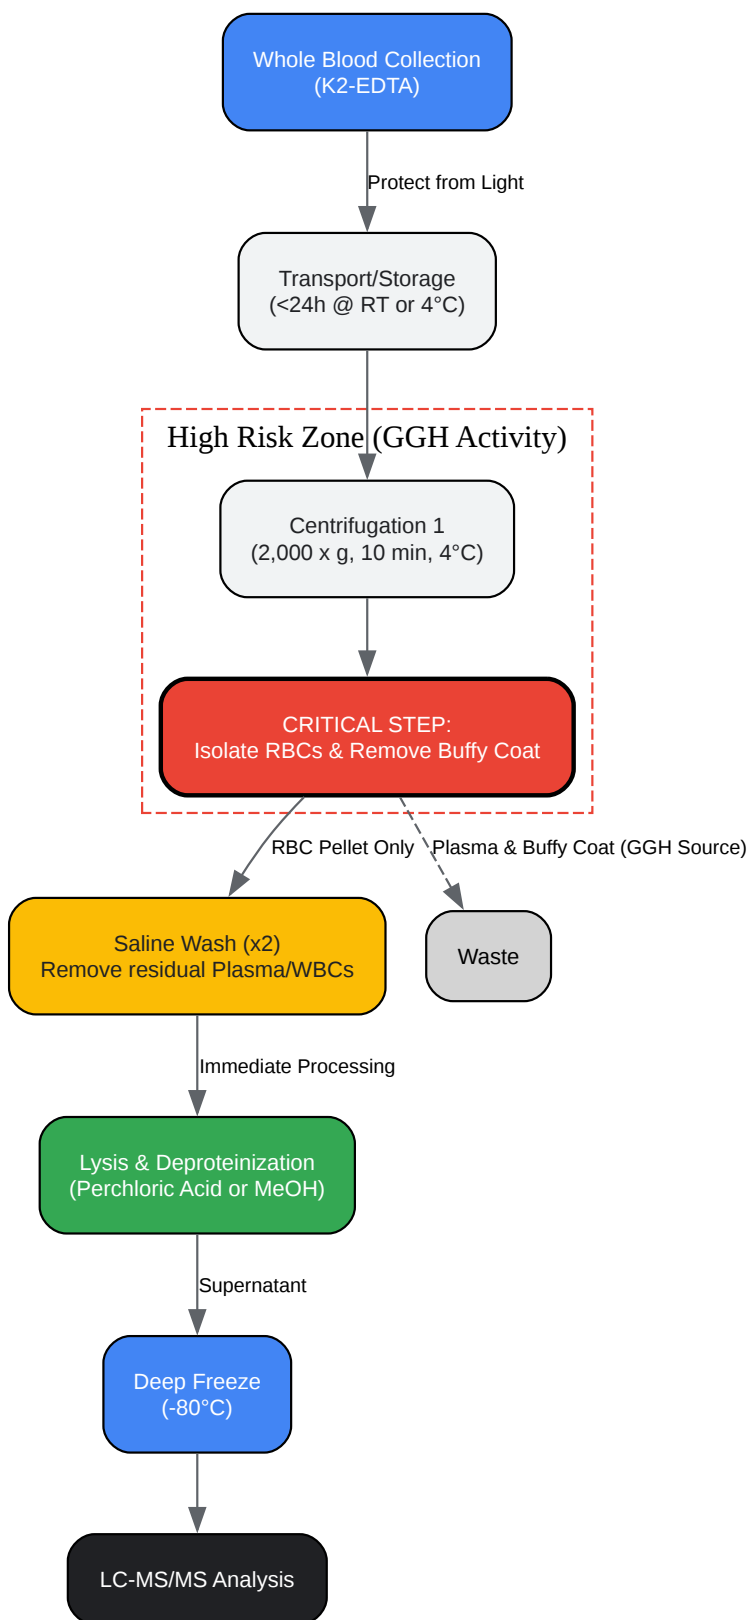 Whole Blood Collection
(K2-EDTA)
Protect from Light
Transport/Storage
(<24h @ RT or 4°C)
High Risk Zone (GGH Activity)
Centrifugation 1
(2,000 x g, 10 min, 4°C)
CRITICAL STEP:
Isolate RBCs & Remove Buffy Coat
RBC Pellet Only
Plasma & Buffy Coat (GGH Source)
Saline Wash (x2)
Remove residual Plasma/WBCs
Waste
Immediate Processing
Lysis & Deproteinization
(Perchloric Acid or MeOH)
Supernatant
Deep Freeze
(-80°C)
LC-MS/MS Analysis